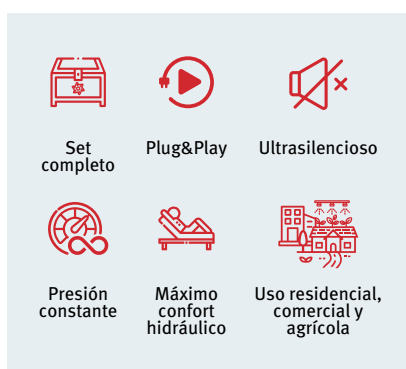 Set
completo
Plug&Play
Ultrasilencioso
Presión
constante
Máximo
confort
hidráulico
Uso residencial,
comercial y
agrícola